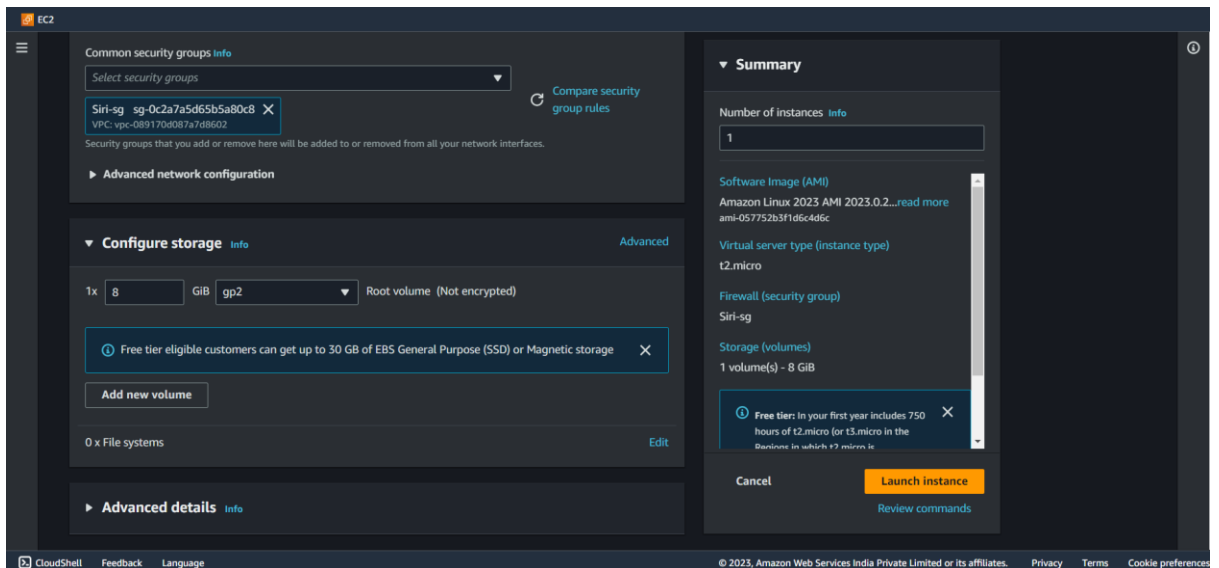 EC2
Common security groups Info
Select security groups
Siri-sg sg-0c2a7a5d65b5a80c8
VPC: vpc-089170d087a7d8602
Compare security
group rules
Security groups that you add or remove here will be added to or removed from all your network interfaces.
Advanced network configuration
Configure storage Info
Advanced
1x 8 GiB gp2 Root volume (Not encrypted)
Free tier eligible customers can get up to 30 GB of EBS General Purpose (SSD) or Magnetic storage
Add new volume
0 x File systems
Edit
Advanced details Info
Summary
Number of instances Info
1
Software Image (AMI)
Amazon Linux 2023 AMI 2023.0.2...read more
ami-057752b3f1d6c4d6c
Virtual server type (instance type)
t2.micro
Firewall (security group)
Siri-sg
Storage (volumes)
1 volume(s) - 8 GiB
Free tier: In your first year includes 750
hours of t2.micro (or t3.micro in the
Regions in which t2.micro is
Cancel
Launch instance
Review commands
CloudShell Feedback Language
© 2023, Amazon Web Services India Private Limited or its affiliates. Privacy Terms Cookie preferences